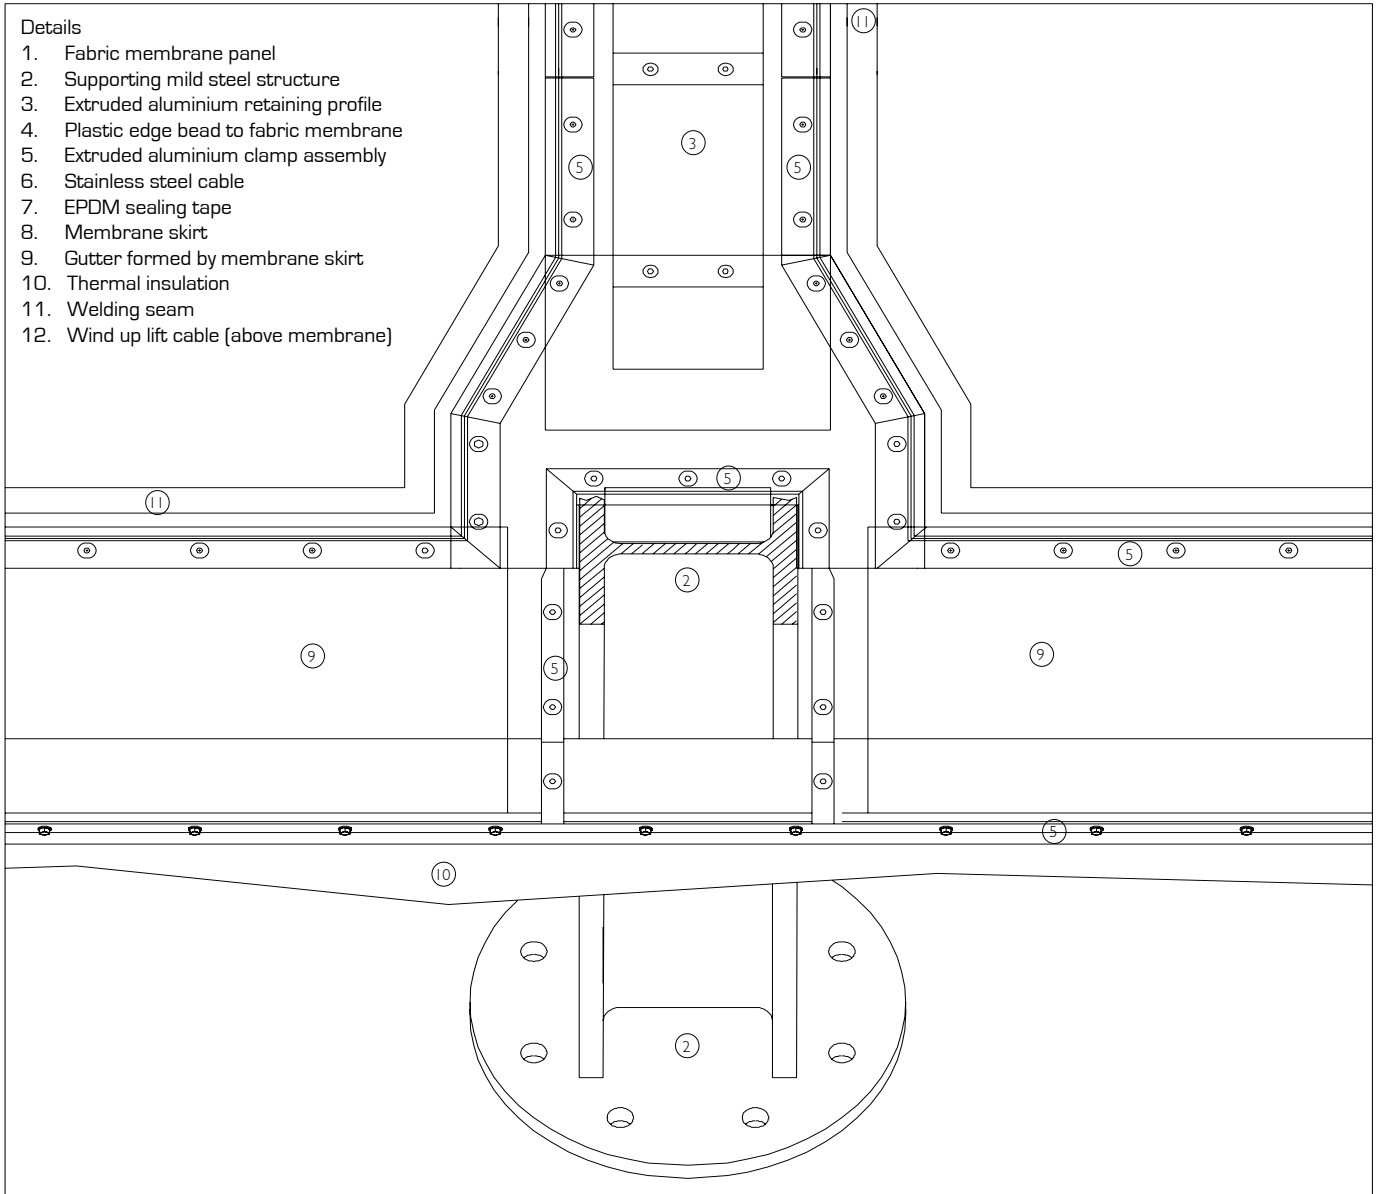 Details
1. Fabric membrane panel
2. Supporting mild steel structure
3. Extruded aluminium retaining profile
4. Plastic edge bead to fabric membrane
5. Extruded aluminium clamp assembly
6. Stainless steel cable
7. EPDM sealing tape
8. Membrane skirt
9. Gutter formed by membrane skirt
10. Thermal insulation
11. Welding seam
12. Wind up lift cable (above membrane)
11
3
5
5
5
11
5
2
9
5
9
5
10
2